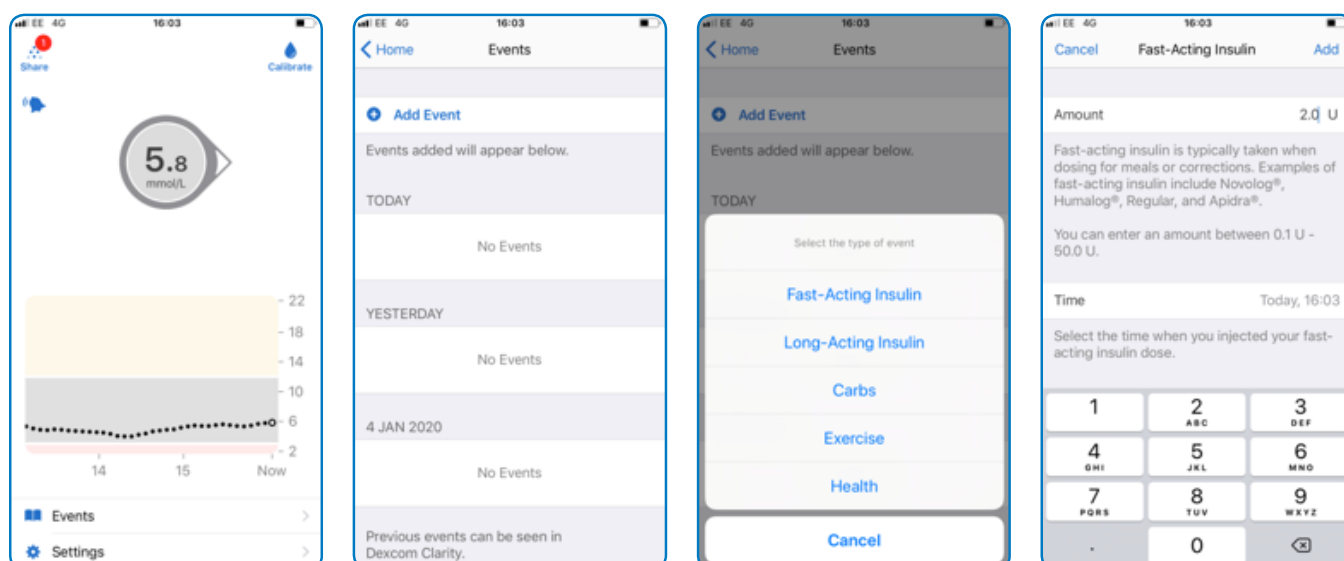 EE 4G 16:03
1
Share
Calibrate
5.8
mmol/L
22
18
14
10
6
2
14 15 Now
Events
Settings
EE 4G 16:03
Home Events
Add Event
Events added will appear below.
TODAY
No Events
YESTERDAY
No Events
4 JAN 2020
No Events
Previous events can be seen in
Dexcom Clarity.
EE 4G 16:03
Home Events
Add Event
Events added will appear below.
TODAY
Select the type of event
Fast-Acting Insulin
Long-Acting Insulin
Carbs
Exercise
Health
Cancel
EE 4G 16:03
Cancel Fast-Acting Insulin Add
Amount 2.0 U
Fast-acting insulin is typically taken when
dosing for meals or corrections. Examples of
fast-acting insulin include Novolog®,
Humalog®, Regular, and Apidra®.
You can enter an amount between 0.1 U -
50.0 U.
Time Today, 16:03
Select the time when you injected your fast-
acting insulin dose.
1 2 3
ABC DEF
4 5 6
GHI JKL MNO
7 8 9
PQRS TUV WXYZ
. 0